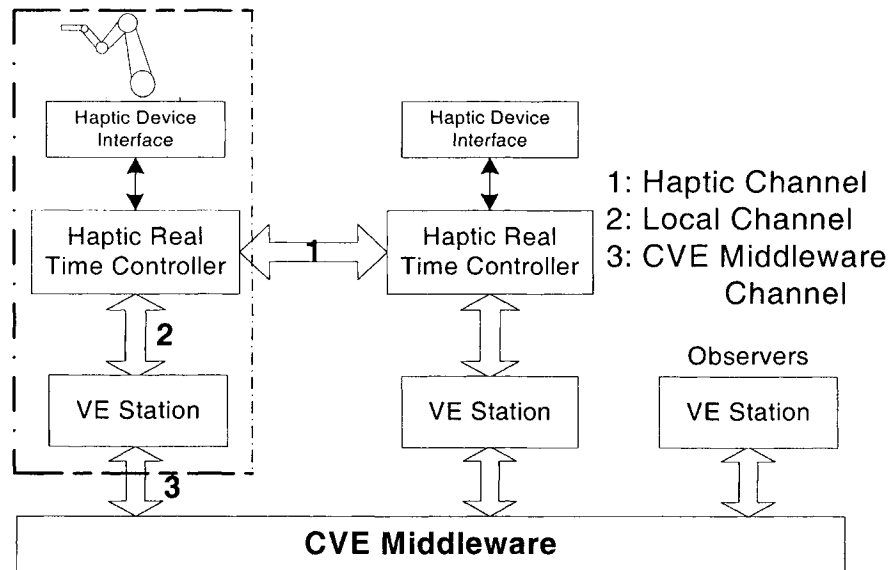 Haptic Device
Interface
Haptic Device
Interface
Haptic Real
Time Controller
1
Haptic Real
Time Controller
1: Haptic Channel
2: Local Channel
3: CVE Middleware
Channel
2
Observers
VE Station
VE Station
VE Station
3
CVE Middleware